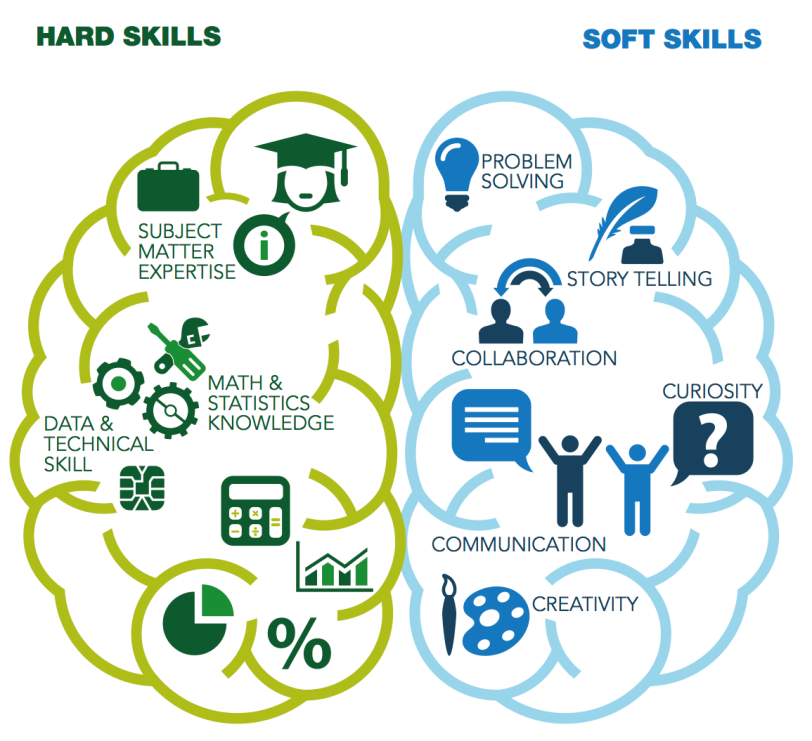 HARD SKILLS
SUBJECT
MATTER
EXPERTISE
i
MATH &
STATISTICS
KNOWLEDGE
DATA &
TECHNICAL
SKILL
+ ×
− ÷ =
%
SOFT SKILLS
PROBLEM
SOLVING
STORY TELLING
COLLABORATION
CURIOSITY
?
COMMUNICATION
CREATIVITY